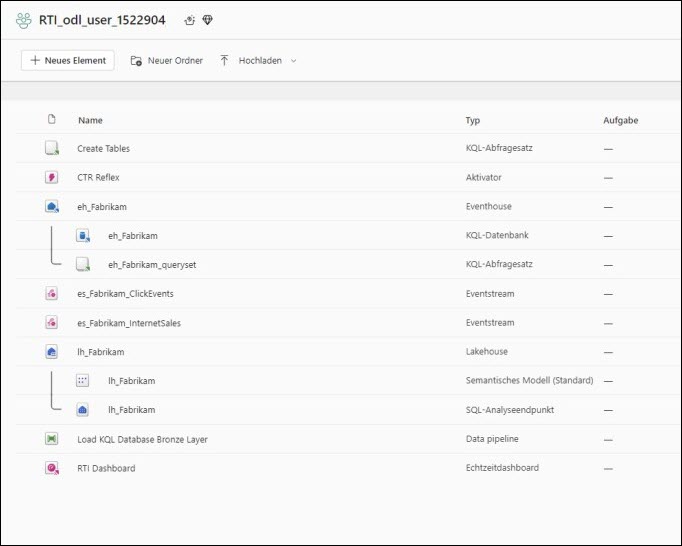 RTI_odl_user_1522904
Neues Element Neuer Ordner Hochladen
Name Typ Aufgabe
Create Tables KQL-Abfragesatz —
CTR Reflex Aktivator —
eh_Fabrikam Eventhouse —
eh_Fabrikam KQL-Datenbank —
eh_Fabrikam_queryset KQL-Abfragesatz —
es_Fabrikam_ClickEvents Eventstream —
es_Fabrikam_InternetSales Eventstream —
lh_Fabrikam Lakehouse —
lh_Fabrikam Semantisches Modell (Standard) —
lh_Fabrikam SQL-Analyseendpunkt —
Load KQL Database Bronze Layer Data pipeline —
RTI Dashboard Echtzeitdashboard —